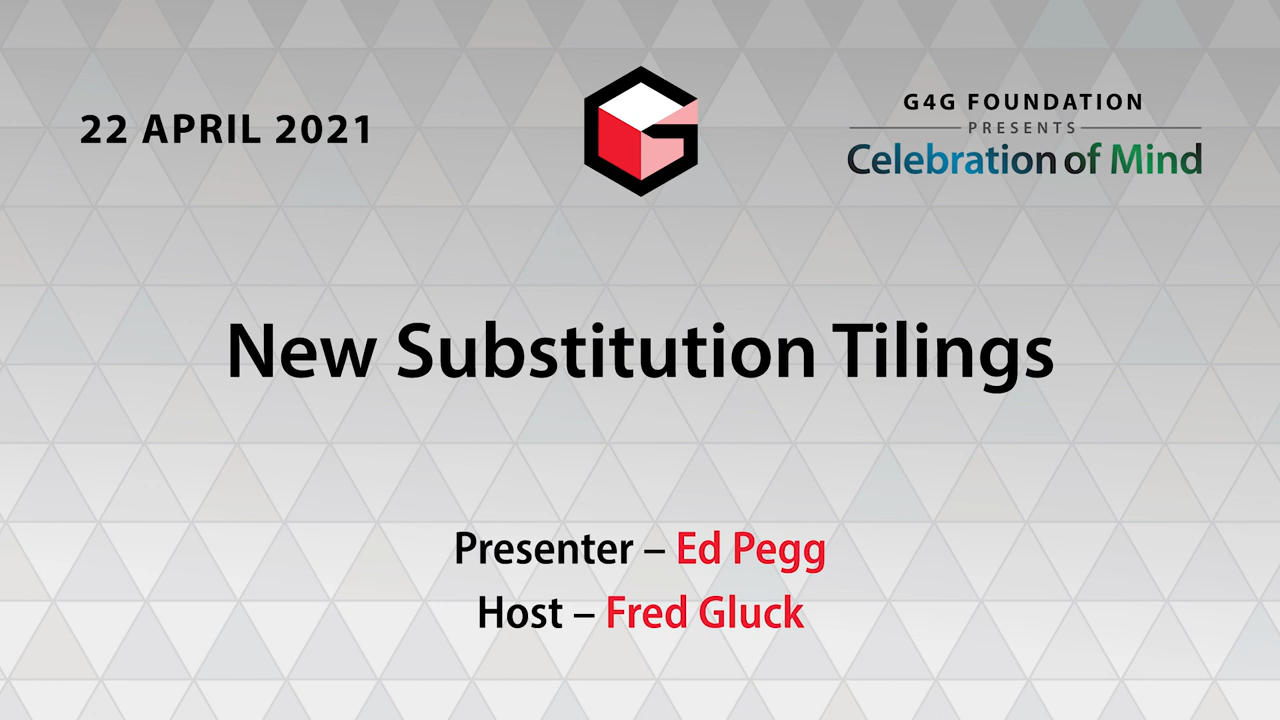 22 APRIL 2021
G4G FOUNDATION
PRESENTS
Celebration of Mind
New Substitution Tilings
Presenter – Ed Pegg
Host – Fred Gluck